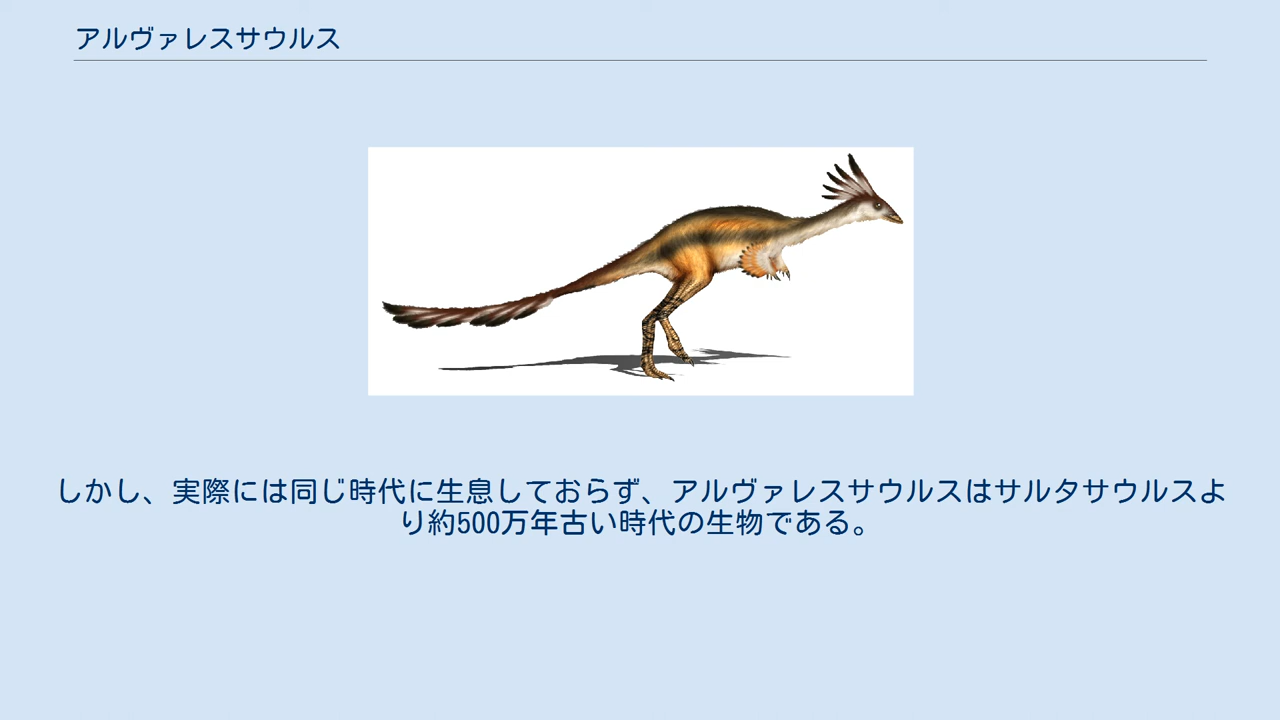 アルヴァレスサウルス
しかし、実際には同じ時代に生息しておらず、アルヴァレスサウルスはサルタサウルスよ
り約500万年古い時代の生物である。